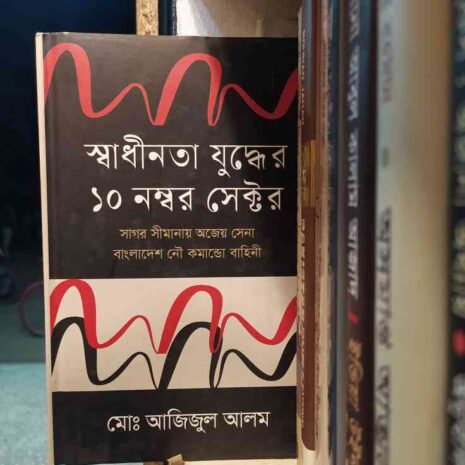 স্বাধীনতা যুদ্ধের
১০ নম্বর সেক্টর
সাগর সীমানায় অজেয় সেনা
বাংলাদেশ নৌ কমান্ডো বাহিনী
মোঃ আজিজুল আলম